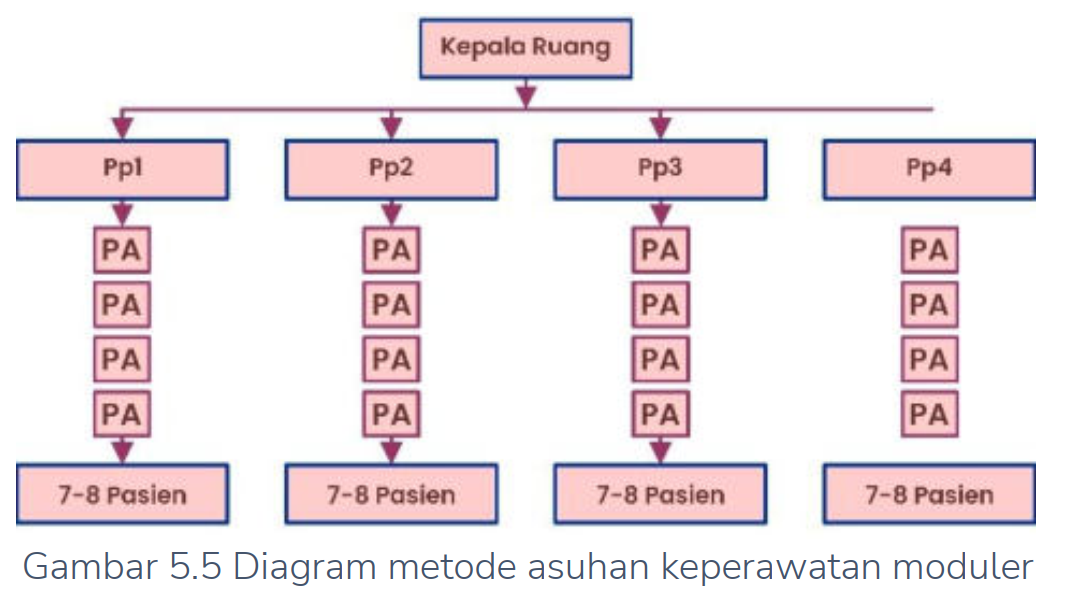 Kepala Ruang
Pp1 Pp2 Pp3 Pp4
PA PA PA PA
PA PA PA PA
PA PA PA PA
PA PA PA PA
7-8 Pasien 7-8 Pasien 7-8 Pasien 7-8 Pasien
Gambar 5.5 Diagram metode asuhan keperawatan moduler